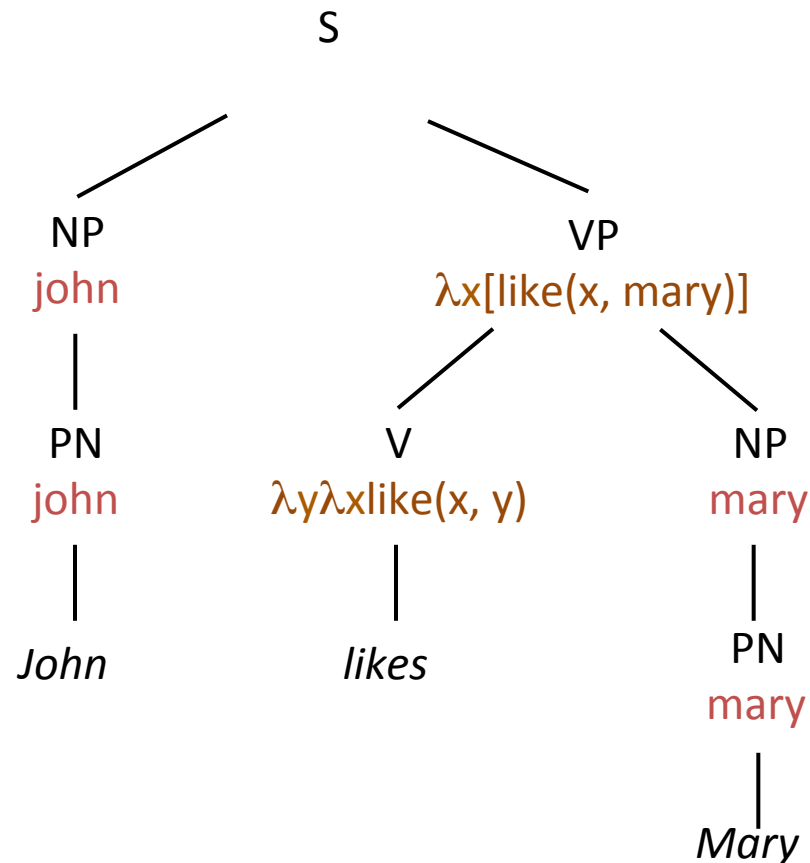 S
NP VP
john λx[like(x, mary)]
PN V NP
john λyλxlike(x, y) mary
John likes PN
mary
Mary